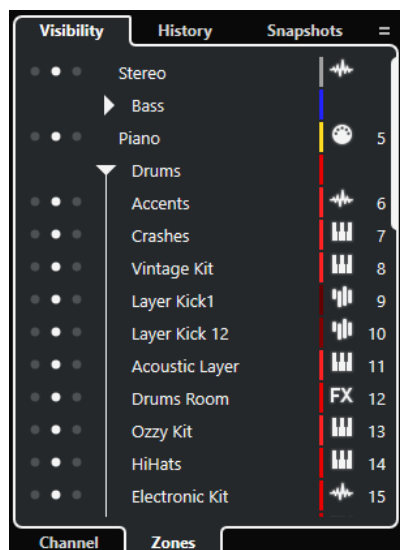 Visibility History Snapshots
Stereo
Bass
Piano 5
Drums
Accents 6
Crashes 7
Vintage Kit 8
Layer Kick1 9
Layer Kick 12 10
Acoustic Layer 11
Drums Room FX 12
Ozzy Kit 13
HiHats 14
Electronic Kit 15
Channel Zones